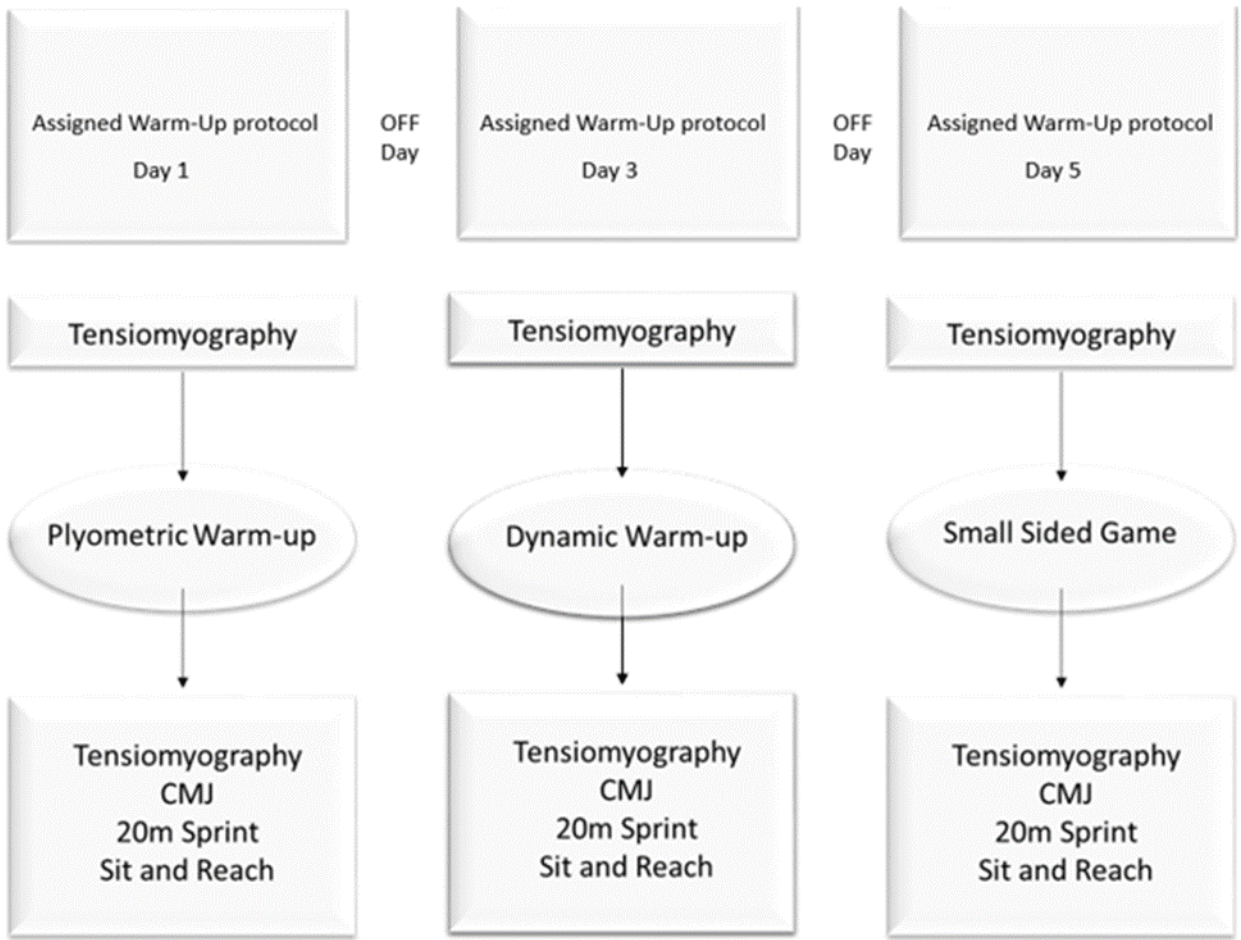 Assigned Warm-Up protocol
Day 1
OFF
Day
Assigned Warm-Up protocol
Day 3
OFF
Day
Assigned Warm-Up protocol
Day 5
Tensiomyography
Tensiomyography
Tensiomyography
Plyometric Warm-up
Dynamic Warm-up
Small Sided Game
Tensiomyography
CMJ
20m Sprint
Sit and Reach
Tensiomyography
CMJ
20m Sprint
Sit and Reach
Tensiomyography
CMJ
20m Sprint
Sit and Reach